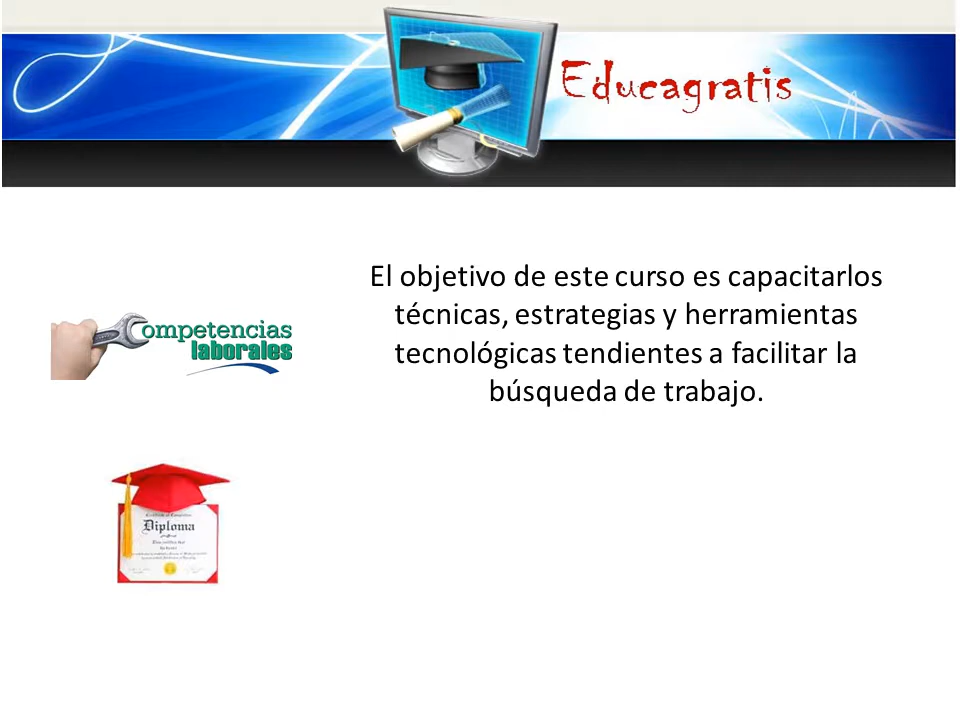 Educagratis
El objetivo de este curso es capacitarlos
técnicas, estrategias y herramientas
tecnológicas tendientes a facilitar la
búsqueda de trabajo.
ompetencias
laborales
Diploma